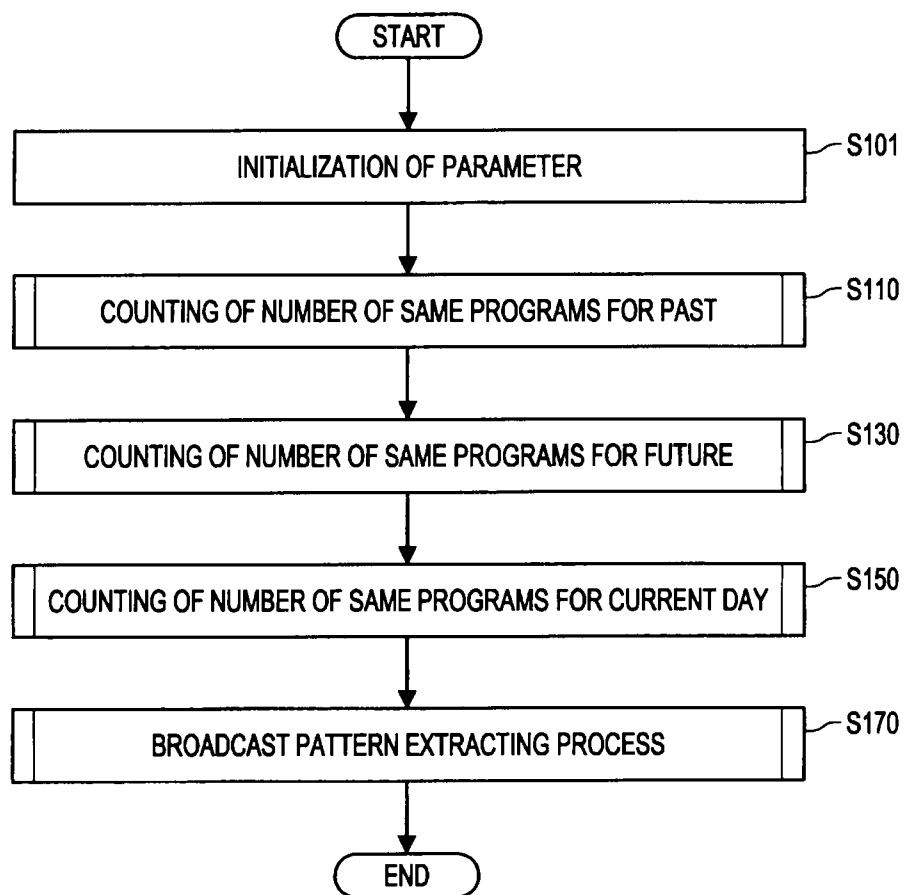 START
INITIALIZATION OF PARAMETER
S101
COUNTING OF NUMBER OF SAME PROGRAMS FOR PAST
S110
COUNTING OF NUMBER OF SAME PROGRAMS FOR FUTURE
S130
COUNTING OF NUMBER OF SAME PROGRAMS FOR CURRENT DAY
S150
BROADCAST PATTERN EXTRACTING PROCESS
S170
END